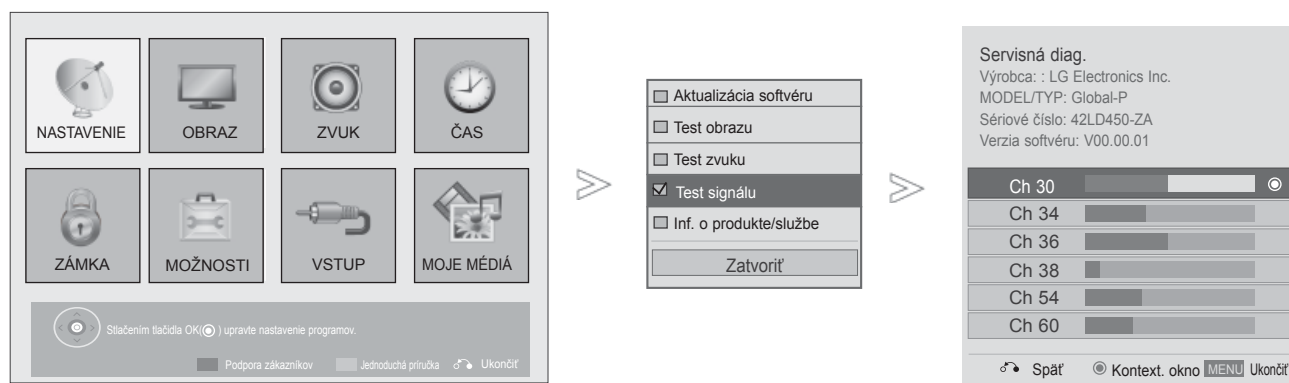 NASTAVENIE OBRAZ ZVUK ČAS
ZÁMKA MOŽNOSTI VSTUP MOJE MÉDIÁ
Stlačením tlačidla OK(◉ ) upravte nastavenie programov.
Podpora zákazníkov Jednoduchá príručka Ukončiť
Aktualizácia softvéru
Test obrazu
Test zvuku
Test signálu
Inf. o produkte/službe
Zatvoriť
Servisná diag.
Výrobca: : LG Electronics Inc.
MODEL/TYP: Global-P
Sériové číslo: 42LD450-ZA
Verzia softvéru: V00.00.01
Ch 30
Ch 34
Ch 36
Ch 38
Ch 54
Ch 60
Späť ◉ Kontext. okno MENU Ukončiť